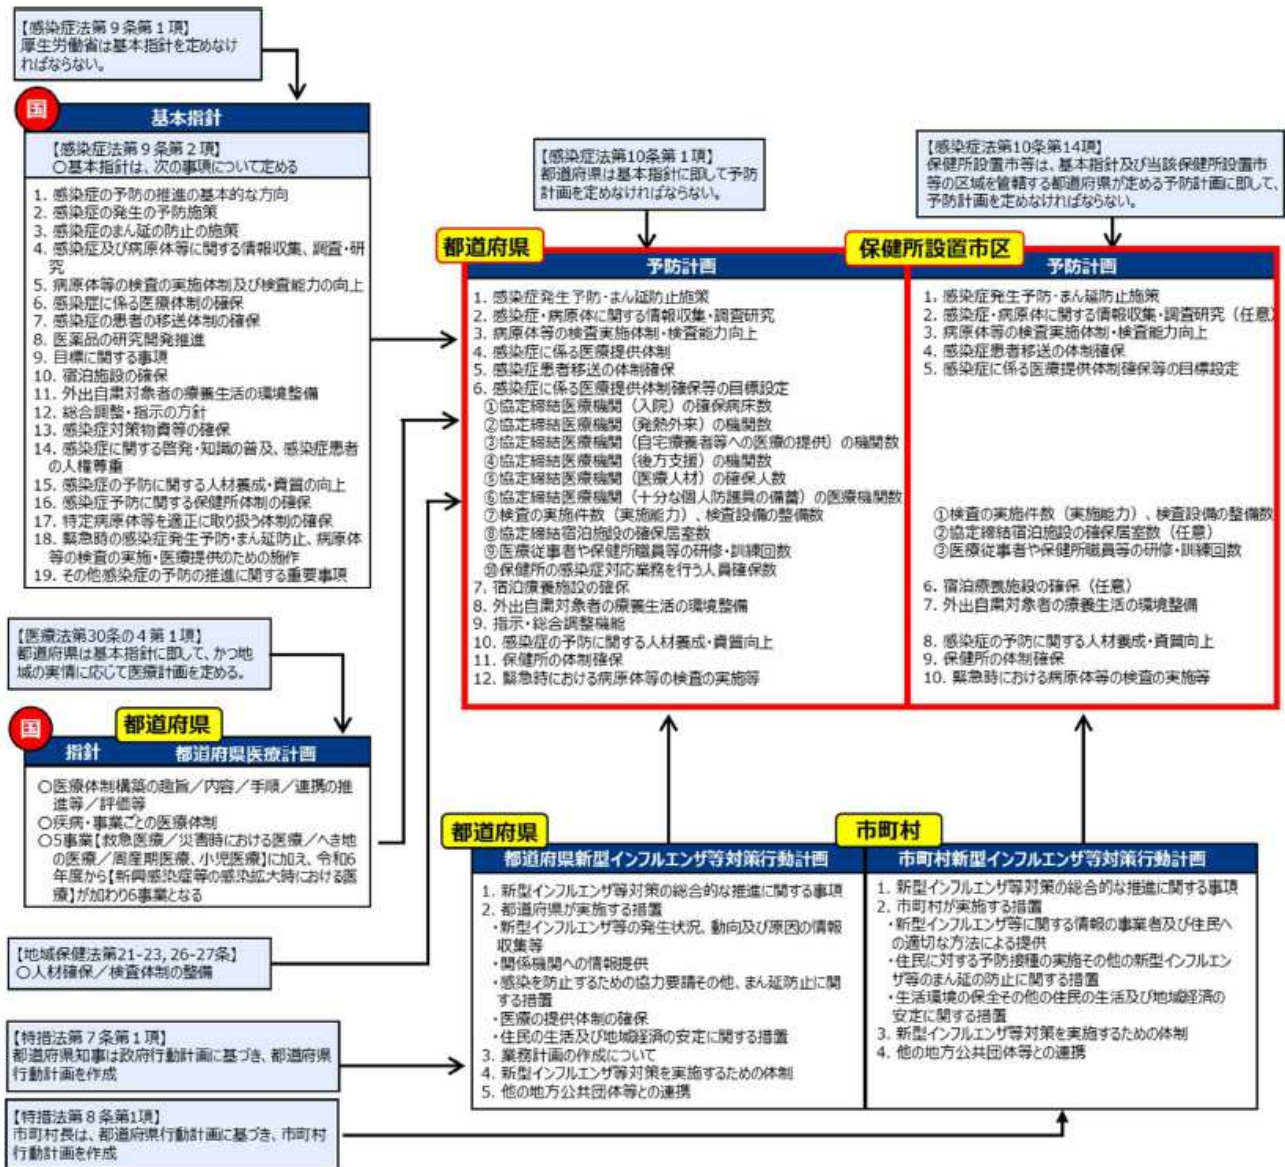 【感染症法第９条第１項】
厚生労働省は基本指針を定めなけ
ればならない。
国
基本指針
【感染症法第９条第２項】
○基本指針は、次の事項について定める
1. 感染症の予防の推進の基本的な方向
2. 感染症の発生の予防施策
3. 感染症のまん延の防止の施策
4. 感染症及び病原体等に関する情報収集、調査・研
究
5. 病原体等の検査の実施体制及び検査能力の向上
6. 感染症に係る医療体制の確保
7. 感染症の患者の移送体制の確保
8. 医薬品の研究開発推進
9. 目標に関する事項
10. 宿泊施設の確保
11. 外出自粛対象者の療養生活の環境整備
12. 総合調整・指示の方針
13. 感染症対策物資等の確保
14. 感染症に関する啓発・知識の普及、感染症患者
の人権尊重
15. 感染症の予防に関する人材養成・資質の向上
16. 感染症予防に関する保健所体制の確保
17. 特定病原体等を適正に取り扱う体制の確保
18. 緊急時の感染症発生予防・まん延防止、病原体
等の検査の実施・医療提供のための施作
19. その他感染症の予防の推進に関する重要事項
【感染症法第10条第１項】
都道府県は基本指針に即して予防
計画を定めなければならない。
【感染症法第10条第14項】
保健所設置市等は、基本指針及び当該保健所設置市
等の区域を管轄する都道府県が定める予防計画に即して、
予防計画を定めなければならない。
都道府県
予防計画
1. 感染症発生予防・まん延防止施策
2. 感染症・病原体に関する情報収集・調査研究
3. 病原体等の検査実施体制・検査能力向上
4. 感染症に係る医療提供体制
5. 感染症患者移送の体制確保
6. 感染症に係る医療提供体制確保等の目標設定
①協定締結医療機関（入院）の確保病床数
②協定締結医療機関（発熱外来）の機関数
③協定締結医療機関（自宅療養者等への医療の提供）の機関数
④協定締結医療機関（後方支援）の機関数
⑤協定締結医療機関（医療人材）の確保人数
⑥協定締結医療機関（十分な個人防護具の備蓄）の医療機関数
⑦検査の実施件数（実施能力）、検査設備の整備数
⑧協定締結宿泊施設の確保居室数
⑨医療従事者や保健所職員等の研修・訓練回数
⑩保健所の感染症対応業務を行う人員確保数
7. 宿泊療養施設の確保
8. 外出自粛対象者の療養生活の環境整備
9. 指示・総合調整機能
10. 感染症の予防に関する人材養成・資質向上
11. 保健所の体制確保
12. 緊急時における病原体等の検査の実施等
保健所設置市区
予防計画
1. 感染症発生予防・まん延防止施策
2. 感染症・病原体に関する情報収集・調査研究（任意）
3. 病原体等の検査実施体制・検査能力向上
4. 感染症患者移送の体制確保
5. 感染症に係る医療提供体制確保等の目標設定
①検査の実施件数（実施能力）、検査設備の整備数
②協定締結宿泊施設の確保居室数（任意）
③医療従事者や保健所職員等の研修・訓練回数
6. 宿泊療養施設の確保（任意）
7. 外出自粛対象者の療養生活の環境整備
8. 感染症の予防に関する人材養成・資質向上
9. 保健所の体制確保
10. 緊急時における病原体等の検査の実施等
【医療法第30条の４第１項】
都道府県は基本指針に即して、かつ地
域の実情に応じて医療計画を定める。
国
都道府県
指針 都道府県医療計画
○医療体制構築の趣旨／内容／手順／連携の推
進等／評価等
○疾病・事業ごとの医療体制
○5事業【救急医療／災害時における医療／へき地
の医療／周産期医療、小児医療】に加え、令和6
年度から【新興感染症等の感染拡大時における医
療】が加わり6事業となる
【地域保健法第21-23, 26-27条】
○人材確保／検査体制の整備
【特措法第７条第１項】
都道府県知事は政府行動計画に基づき、都道府県
行動計画を作成
【特措法第８条第1項】
市町村長は、都道府県行動計画に基づき、市町村
行動計画を作成
都道府県
都道府県新型インフルエンザ等対策行動計画
1. 新型インフルエンザ等対策の総合的な推進に関する事項
2. 都道府県が実施する措置
・新型インフルエンザ等の発生状況、動向及び原因の情報
収集等
・関係機関への情報提供
・感染を防止するための協力要請その他、まん延防止に関
する措置
・医療の提供体制の確保
・住民の生活及び地域経済の安定に関する措置
3. 業務計画の作成について
4. 新型インフルエンザ等対策を実施するための体制
5. 他の地方公共団体等との連携
市町村
市町村新型インフルエンザ等対策行動計画
1. 新型インフルエンザ等対策の総合的な推進に関する事項
2. 市町村が実施する措置
・新型インフルエンザ等に関する情報の事業者及び住民へ
の適切な方法による提供
・住民に対する予防接種の実施その他の新型インフルエン
ザ等のまん延の防止に関する措置
・生活環境の保全その他の住民の生活及び地域経済の
安定に関する措置
3. 新型インフルエンザ等対策を実施するための体制
4. 他の地方公共団体等との連携